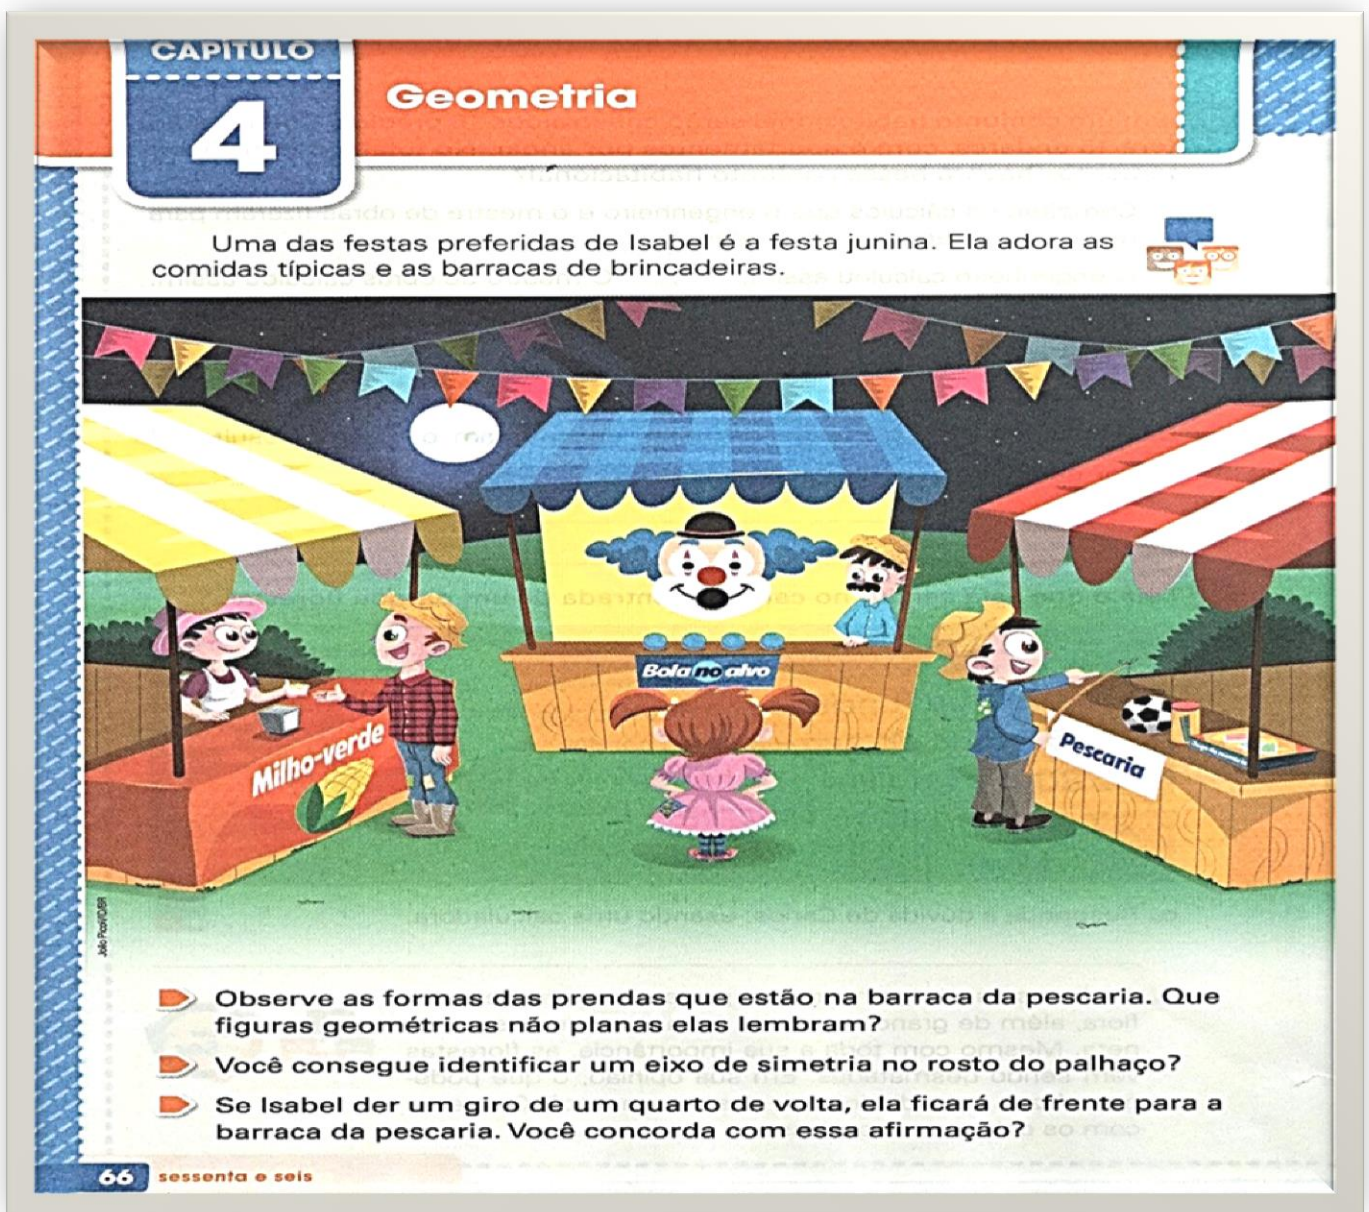 CAPÍTULO
4
Geometria
Uma das festas preferidas de Isabel é a festa junina. Ela adora as
comidas típicas e as barracas de brincadeiras.
Bola no alvo
Milho-verde
Pescaria
Observe as formas das prendas que estão na barraca da pescaria. Que
figuras geométricas não planas elas lembram?
Você consegue identificar um eixo de simetria no rosto do palhaço?
Se Isabel der um giro de um quarto de volta, ela ficará de frente para a
barraca da pescaria. Você concorda com essa afirmação?
66
sessenta e seis